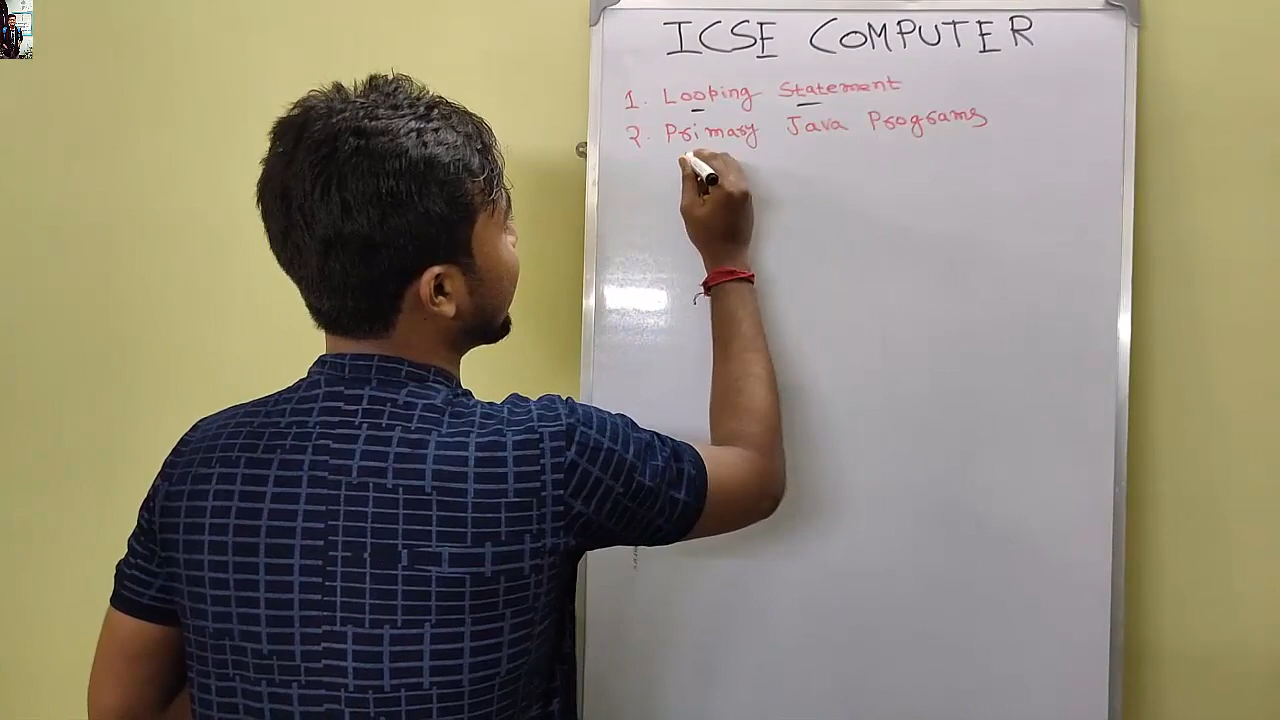 ICSE COMPUTER
1. Looping Statement
2. Primary Java Programs